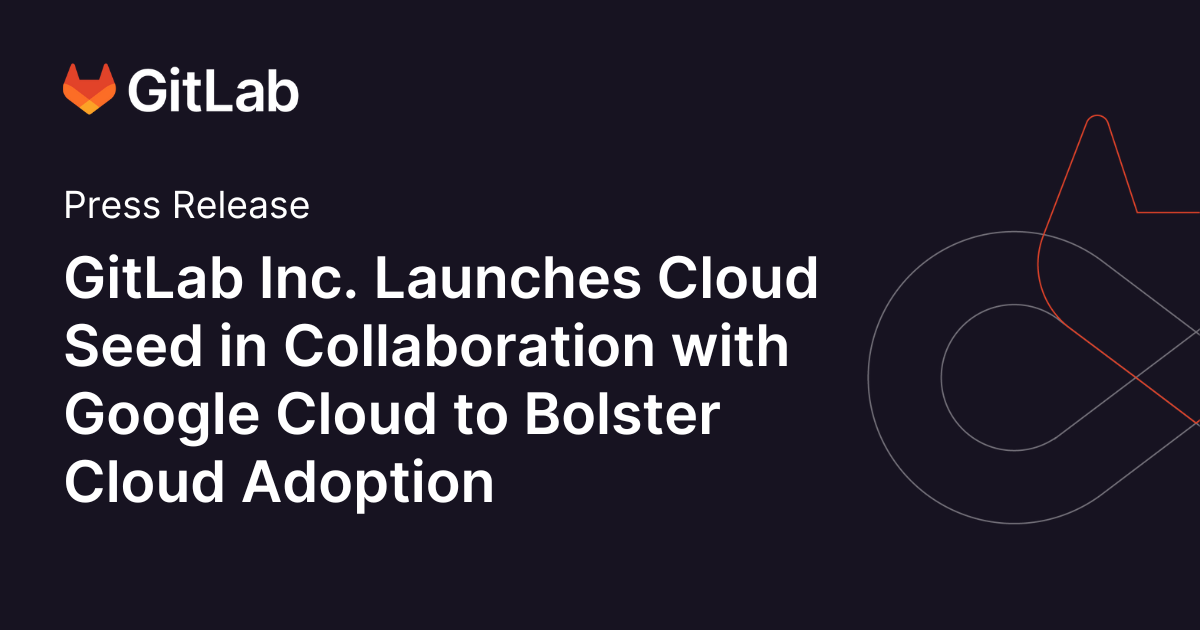 GitLab
Press Release
GitLab Inc. Launches Cloud
Seed in Collaboration with
Google Cloud to Bolster
Cloud Adoption